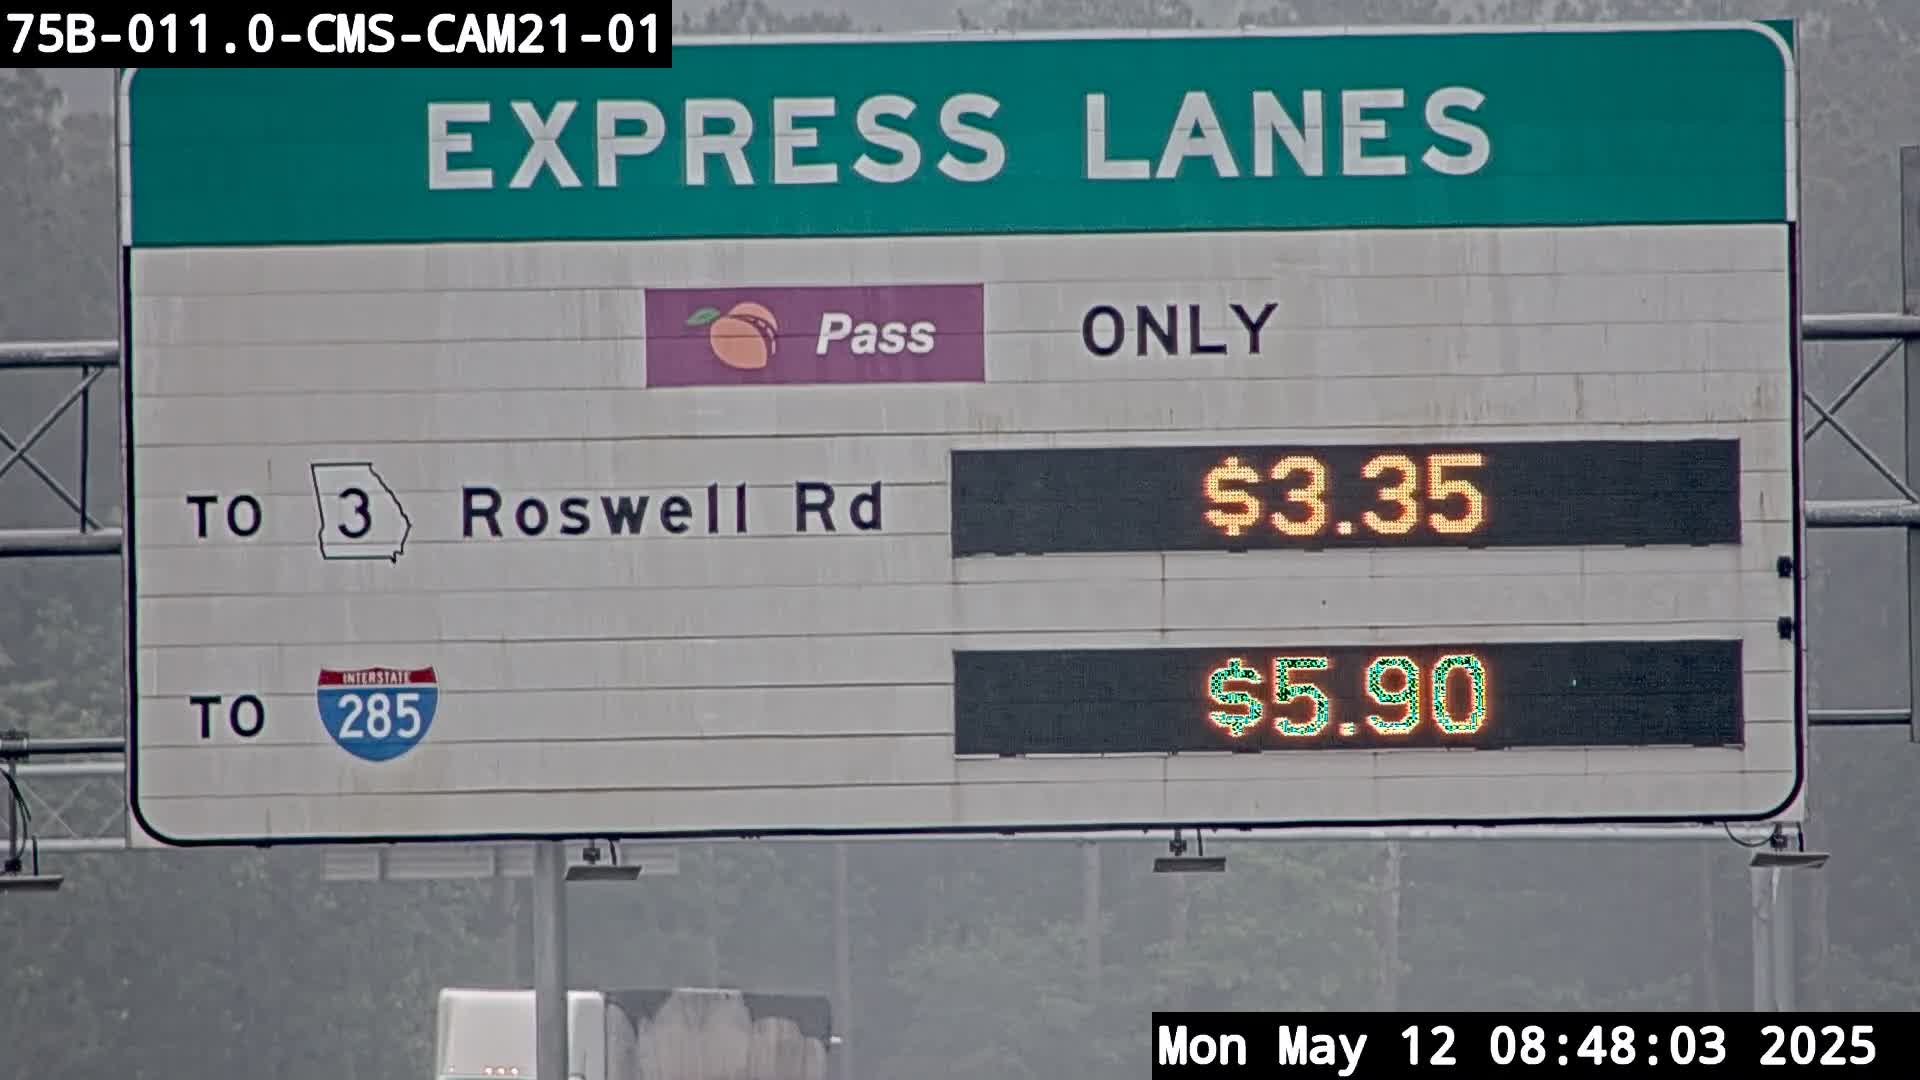 75B-011.0-CMS-CAM21-01
EXPRESS LANES
Pass ONLY
TO 3 Roswell Rd $3.35
TO INTERSTATE 285 $5.90
Mon May 12 08:48:03 2025